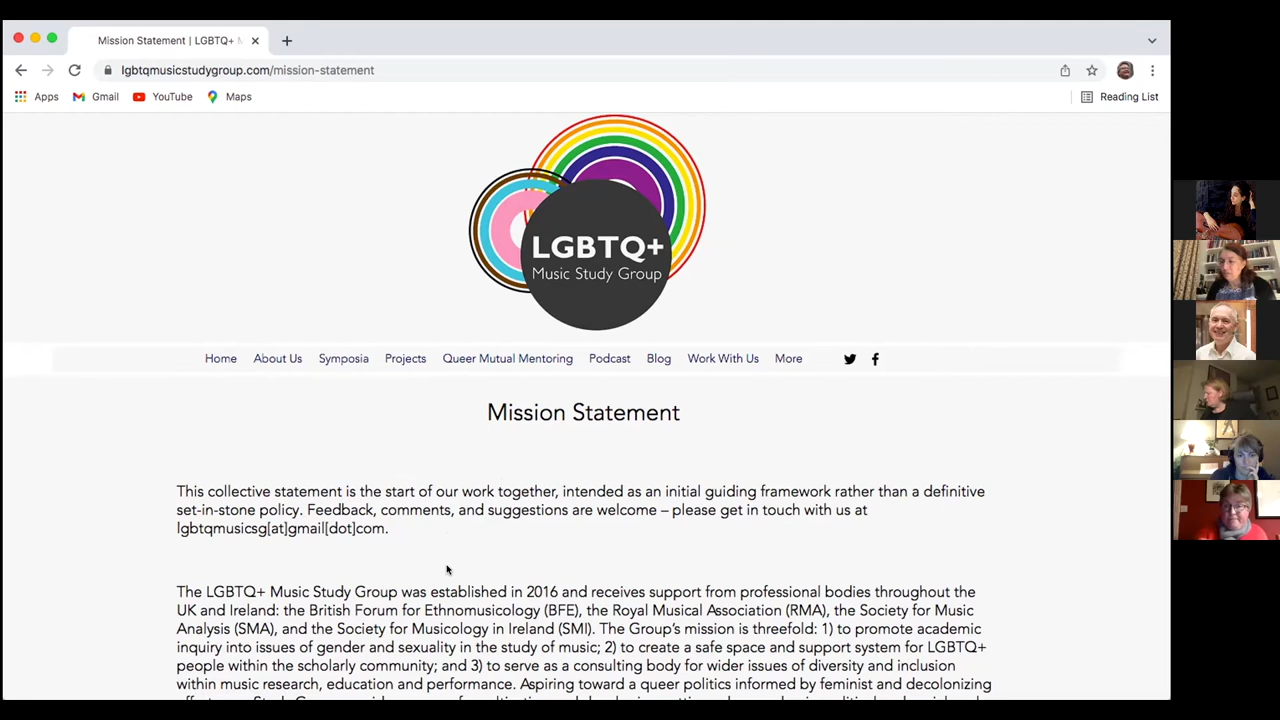 Mission Statement | LGBTQ+
lgbtqmusicstudygroup.com/mission-statement
Apps Gmail YouTube Maps Reading List
LGBTQ+
Music Study Group
Home About Us Symposia Projects Queer Mutual Mentoring Podcast Blog Work With Us More
Mission Statement
This collective statement is the start of our work together, intended as an initial guiding framework rather than a definitive
set-in-stone policy. Feedback, comments, and suggestions are welcome – please get in touch with us at
lgbtqmusicsg[at]gmail[dot]com.
The LGBTQ+ Music Study Group was established in 2016 and receives support from professional bodies throughout the
UK and Ireland: the British Forum for Ethnomusicology (BFE), the Royal Musical Association (RMA), the Society for Music
Analysis (SMA), and the Society for Musicology in Ireland (SMI). The Group's mission is threefold: 1) to promote academic
inquiry into issues of gender and sexuality in the study of music; 2) to create a safe space and support system for LGBTQ+
people within the scholarly community; and 3) to serve as a consulting body for wider issues of diversity and inclusion
within music research, education and performance. Aspiring toward a queer politics informed by feminist and decolonizing